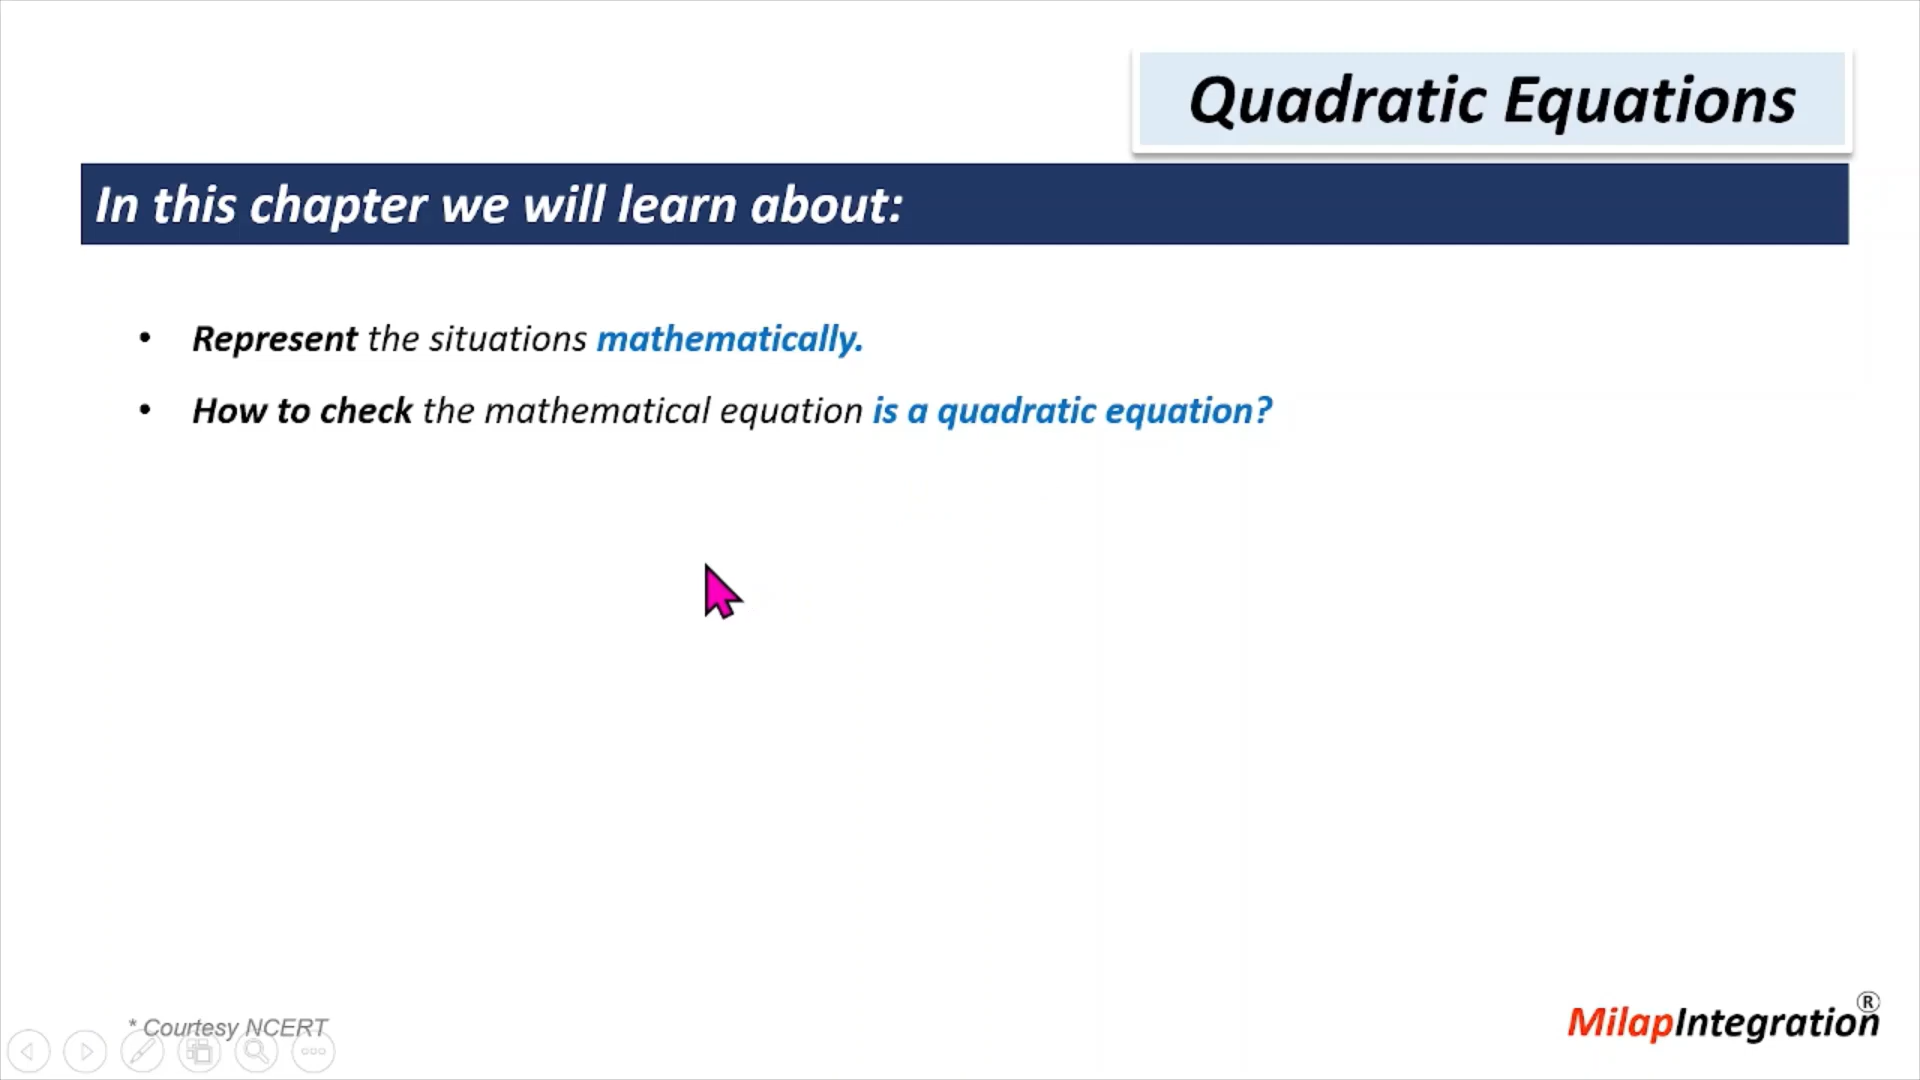 Quadratic Equations
In this chapter we will learn about:
• Represent the situations mathematically.
• How to check the mathematical equation is a quadratic equation?
* Courtesy NCERT
MilapIntegration®